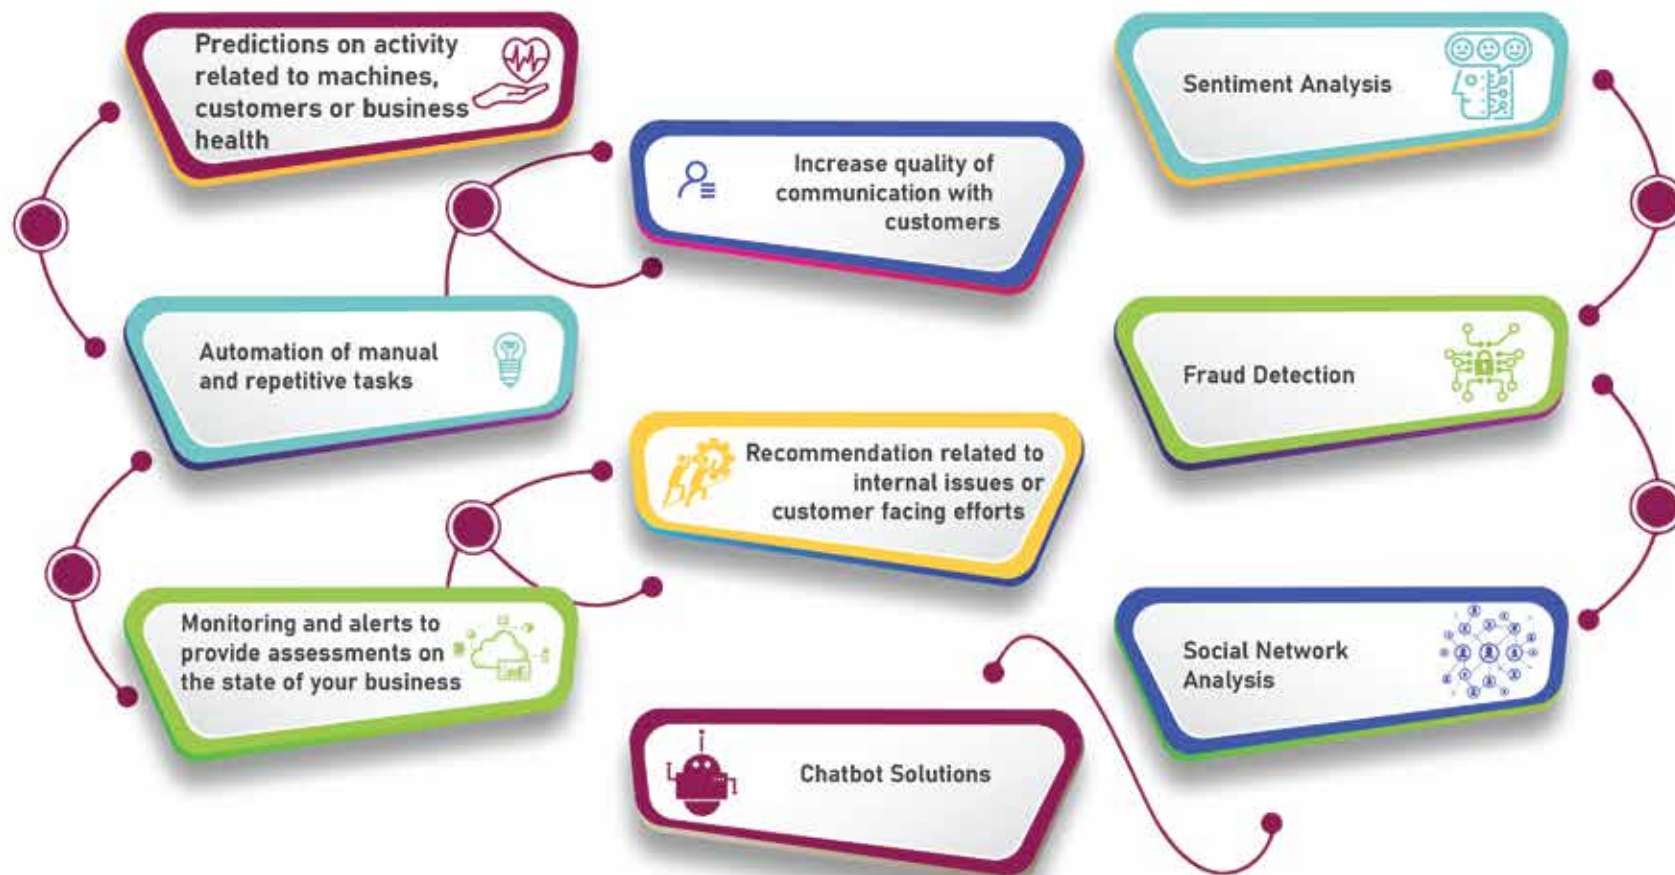 Predictions on activity
related to machines,
customers or business
health
Increase quality of
communication with
customers
Sentiment Analysis
Automation of manual
and repetitive tasks
Fraud Detection
Recommendation related to
internal issues or
customer facing efforts
Monitoring and alerts to
provide assessments on
the state of your business
Social Network
Analysis
Chatbot Solutions